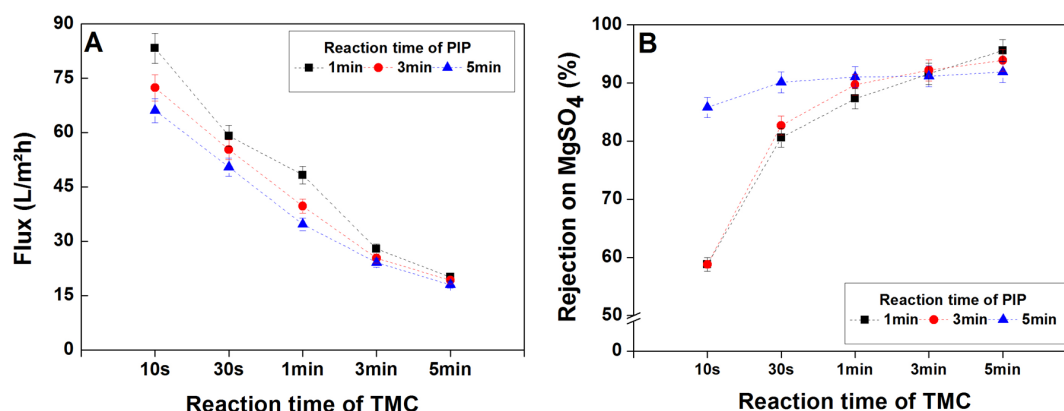 A
Flux (L/m²h)
90
75
60
45
30
15
0
Reaction time of PIP
1min 3min 5min
10s 30s 1min 3min 5min
Reaction time of TMC
B
Rejection on MgSO4 (%)
100
90
80
70
60
50
0
Reaction time of PIP
1min 3min 5min
10s 30s 1min 3min 5min
Reaction time of TMC